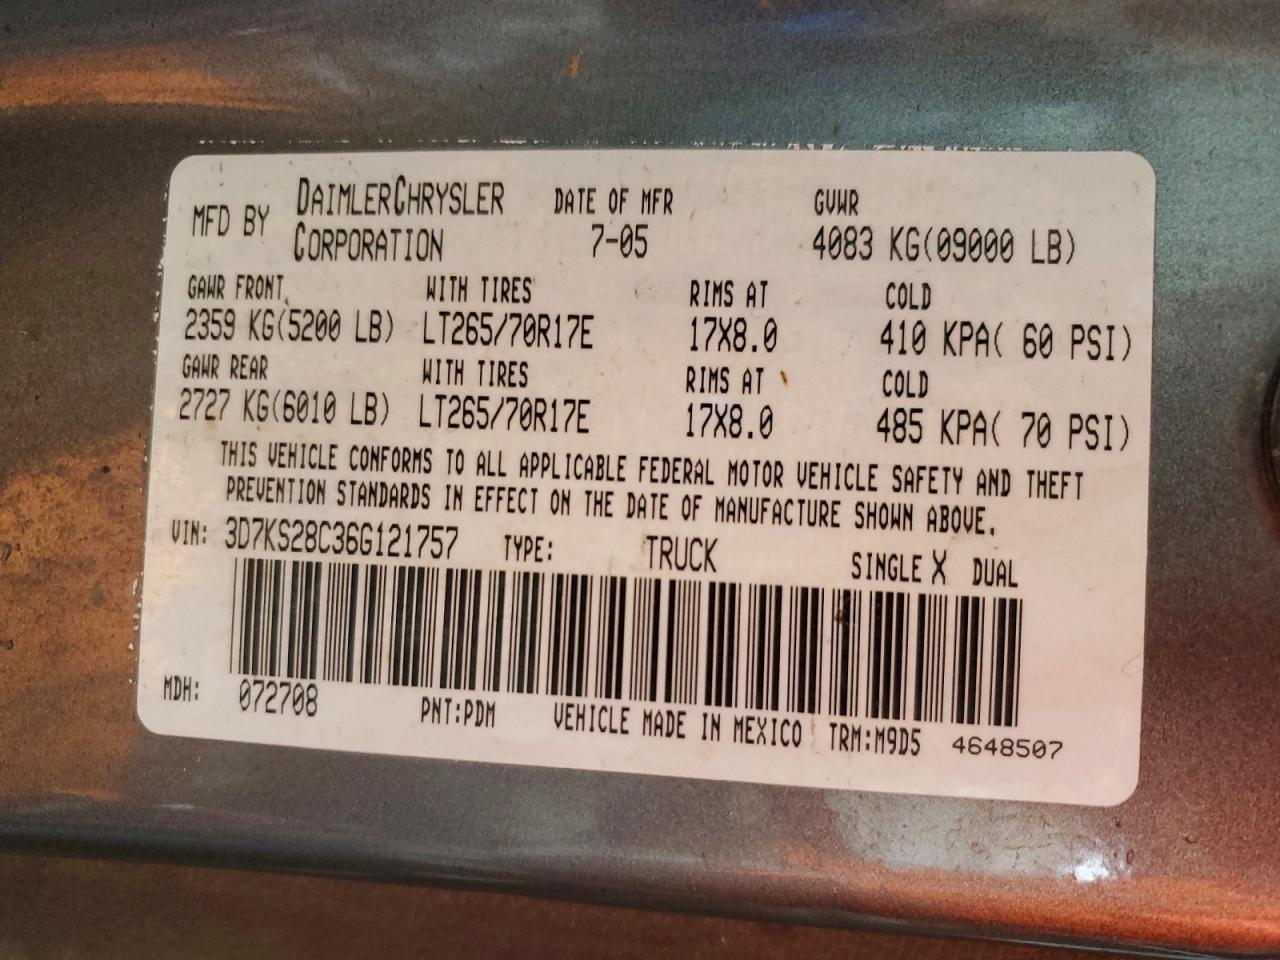 MFD BY DAIMLERCHRYSLER CORPORATION DATE OF MFR 7-05 GVWR 4083 KG(09000 LB)
GAWR FRONT WITH TIRES RIMS AT COLD
2359 KG(5200 LB) LT265/70R17E 17X8.0 410 KPA( 60 PSI)
GAWR REAR WITH TIRES RIMS AT COLD
2727 KG(6010 LB) LT265/70R17E 17X8.0 485 KPA( 70 PSI)
THIS VEHICLE CONFORMS TO ALL APPLICABLE FEDERAL MOTOR VEHICLE SAFETY AND THEFT
PREVENTION STANDARDS IN EFFECT ON THE DATE OF MANUFACTURE SHOWN ABOVE.
VIN: 3D7KS28C36G121757 TYPE: TRUCK SINGLE X DUAL
MDH: 072708 PNT:PDM VEHICLE MADE IN MEXICO TRM:M9D5 4648507